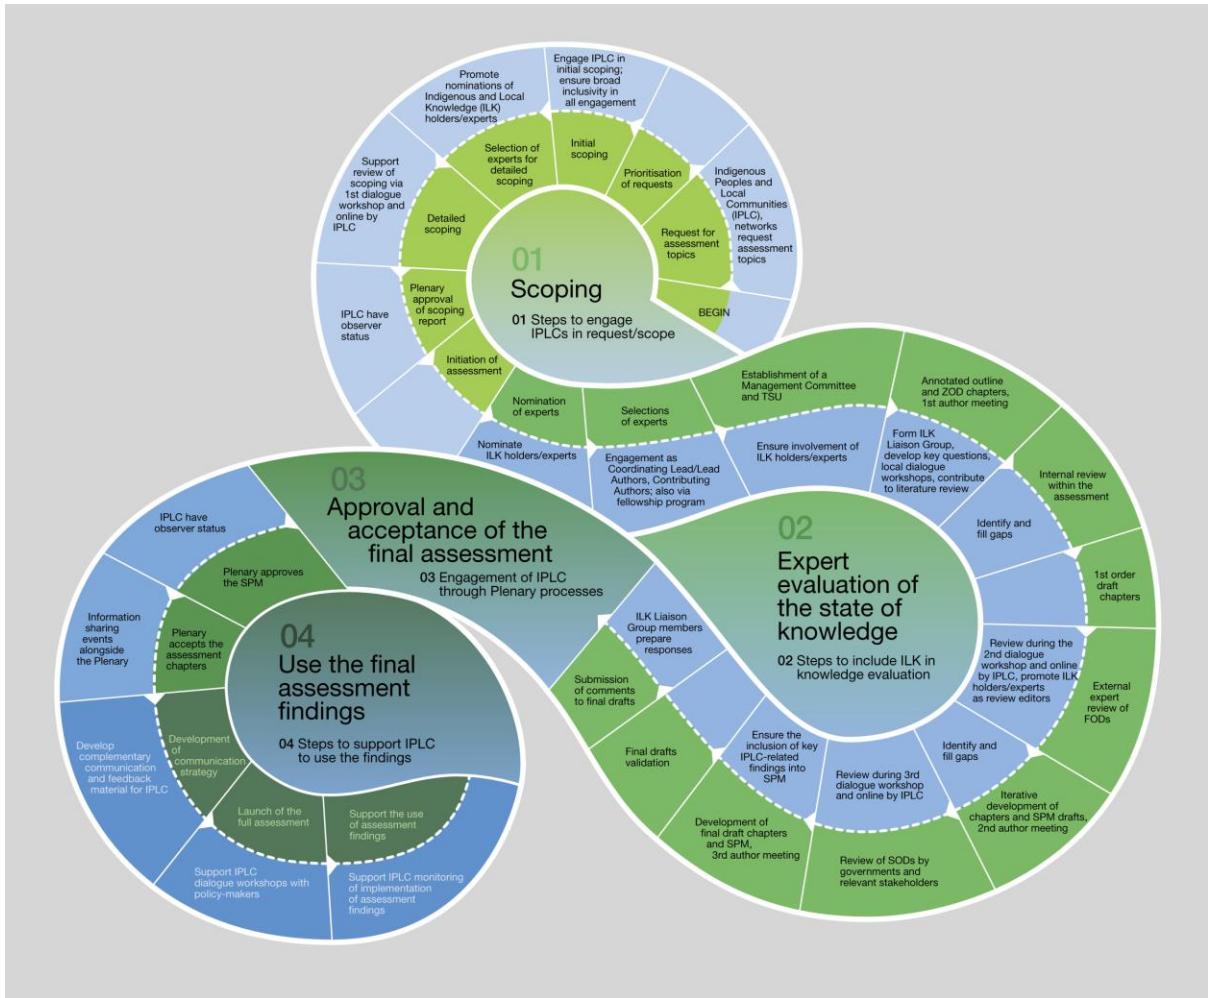 01
Scoping
01 Steps to engage
IPLCs in request/scope
BEGIN
Request for
assessment
topics
Indigenous
Peoples and
Local
Communities
(IPLC),
networks
request
assessment
topics
Prioritisation
of requests
Initial
scoping
Engage IPLC in
initial scoping;
ensure broad
inclusivity in
all engagement
Selection of
experts for
detailed
scoping
Promote
nominations of
Indigenous and Local
Knowledge (ILK)
holders/experts
Detailed
scoping
Support
review of
scoping via
1st dialogue
workshop and
online by
IPLC
Plenary
approval
of scoping
report
IPLC have
observer
status
Initiation of
assessment
Nomination
of experts
Nominate
ILK holders/experts
Selections
of experts
Engagement as
Coordinating Lead/Lead
Authors, Contributing
Authors; also via
fellowship program
Establishment of a
Management Committee
and TSU
Ensure involvement of
ILK holders/experts
Annotated outline
and ZOD chapters,
1st author meeting
Form ILK
Liaison Group,
develop key questions,
local dialogue
workshops, contribute
to literature review
Internal review
within the
assessment
Identify and
fill gaps
1st order
draft
chapters
02
Expert
evaluation of
the state of
knowledge
02 Steps to include ILK in
knowledge evaluation
External
expert
review of
FODs
Review during the
2nd dialogue
workshop and online
by IPLC, promote ILK
holders/experts
as review editors
Iterative
development of
chapters and SPM drafts,
2nd author meeting
Identify and
fill gaps
Review of SODs by
governments and
relevant stakeholders
Review during 3rd
dialogue workshop
and online by IPLC
Development of
final draft chapters
and SPM,
3rd author meeting
Ensure the
inclusion of key
IPLC-related
findings into
SPM
Final drafts
validation
Submission
of comments
to final drafts
ILK Liaison
Group members
prepare
responses
03
Approval and
acceptance of the
final assessment
03 Engagement of IPLC
through Plenary processes
Plenary approves
the SPM
IPLC have
observer status
Plenary
accepts the
assessment
chapters
Information
sharing
events
alongside
the Plenary
04
Use the final
assessment
findings
04 Steps to support IPLC
to use the findings
Development
of
communication
strategy
Develop
complementary
communication
and feedback
material for IPLC
Launch of the
full assessment
Support IPLC
dialogue workshops with
policy-makers
Support the use
of assessment
findings
Support IPLC monitoring
of implementation
of assessment
findings